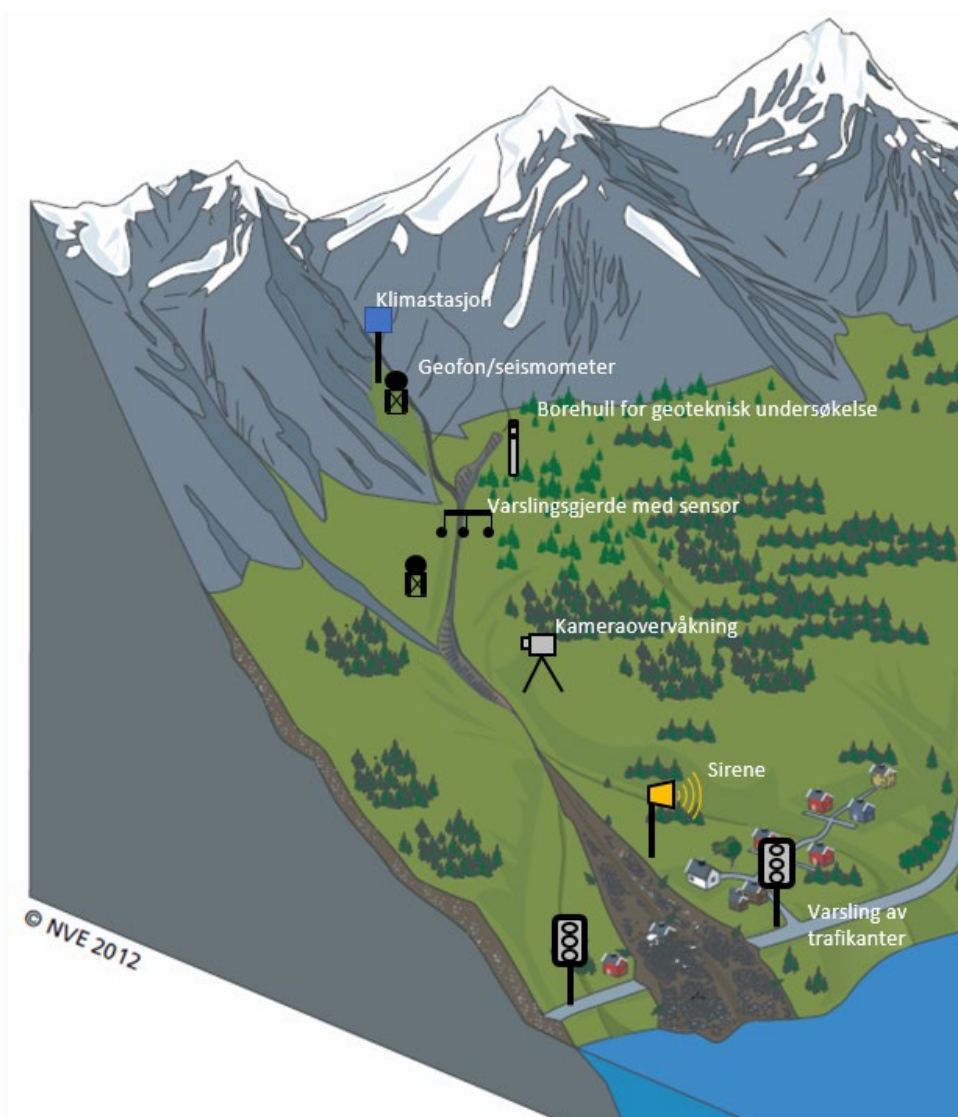 Klimastasjon
Geofon/seismometer
Borehull for geoteknisk undersøkelse
Varslingsgjerde med sensor
Kameraovervåkning
Sirene
Varsling av
trafikanter
© NVE 2012